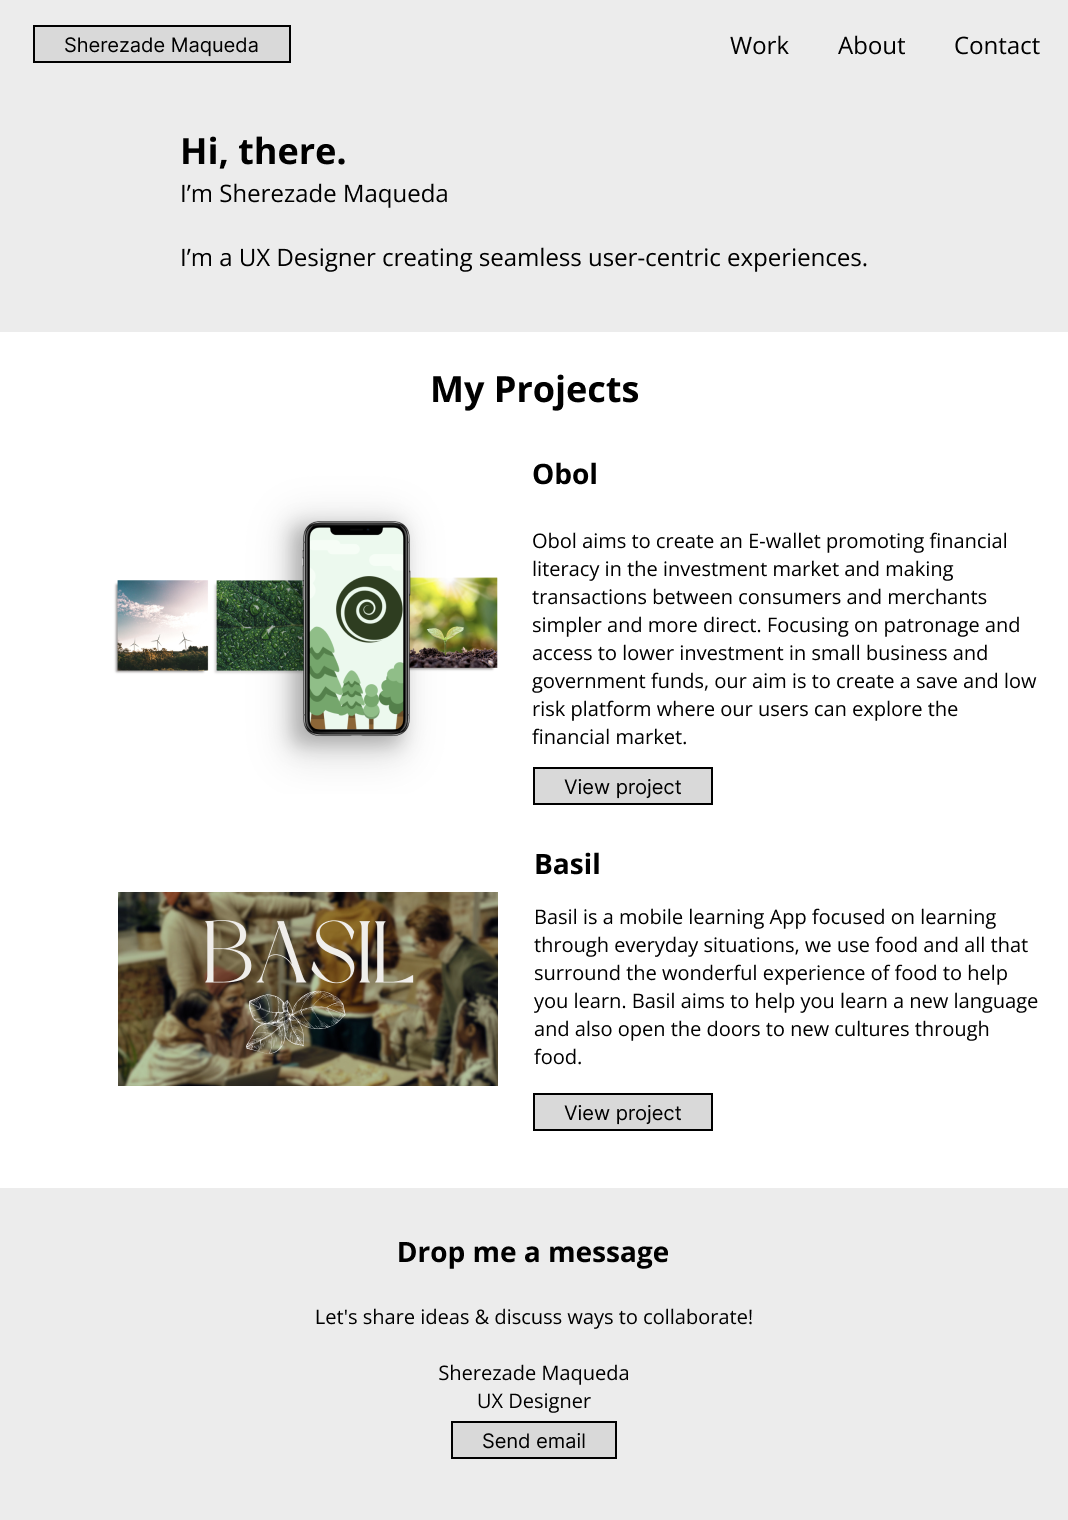 Sherezade Maqueda
Work About Contact
Hi, there.
I’m Sherezade Maqueda
I’m a UX Designer creating seamless user-centric experiences.
My Projects
Obol
Obol aims to create an E-wallet promoting financial
literacy in the investment market and making
transactions between consumers and merchants
simpler and more direct. Focusing on patronage and
access to lower investment in small business and
government funds, our aim is to create a save and low
risk platform where our users can explore the
financial market.
View project
Basil
BASIL
Basil is a mobile learning App focused on learning
through everyday situations, we use food and all that
surround the wonderful experience of food to help
you learn. Basil aims to help you learn a new language
and also open the doors to new cultures through
food.
View project
Drop me a message
Let's share ideas & discuss ways to collaborate!
Sherezade Maqueda
UX Designer
Send email